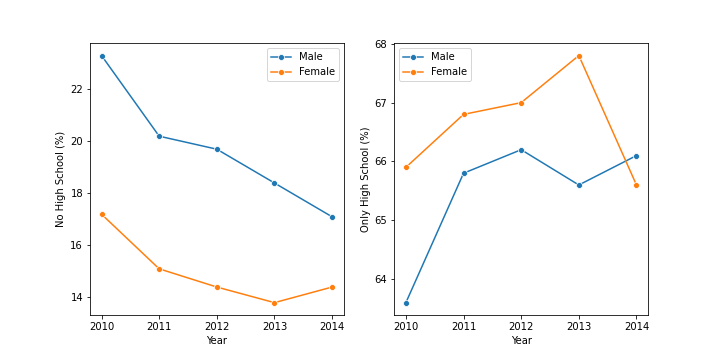 Male
Female
22
20
18
16
14
No High School (%)
2010 2011 2012 2013 2014
Year
Male
Female
68
67
66
65
64
Only High School (%)
2010 2011 2012 2013 2014
Year